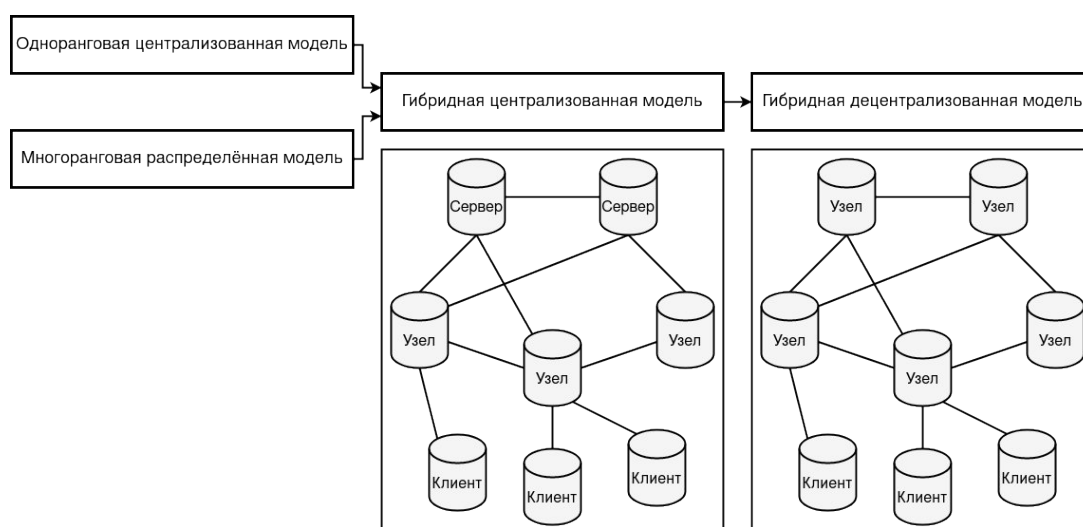 Одноранговая централизованная модель
Многоранговая распределённая модель
Гибридная централизованная модель
Гибридная децентрализованная модель
Сервер
Сервер
Узел
Узел
Узел
Клиент
Клиент
Клиент
Узел
Узел
Узел
Узел
Узел
Клиент
Клиент
Клиент